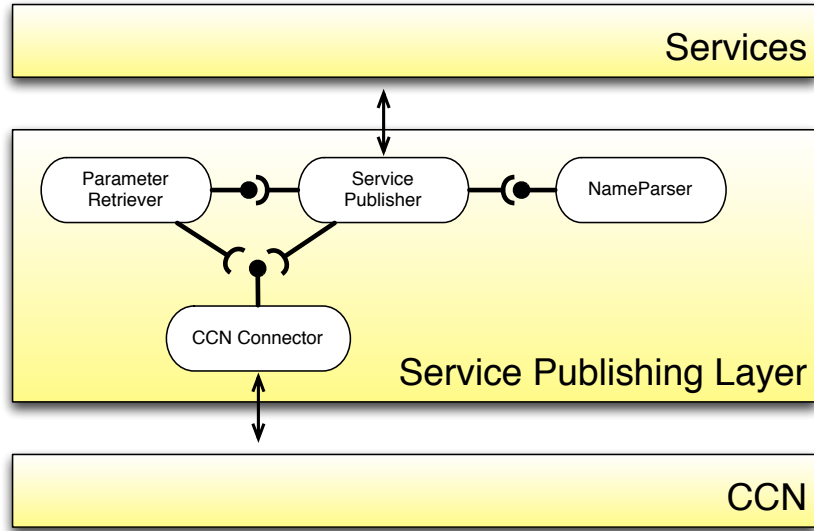 Services
Parameter
Retriever
Service
Publisher
NameParser
CCN Connector
Service Publishing Layer
CCN